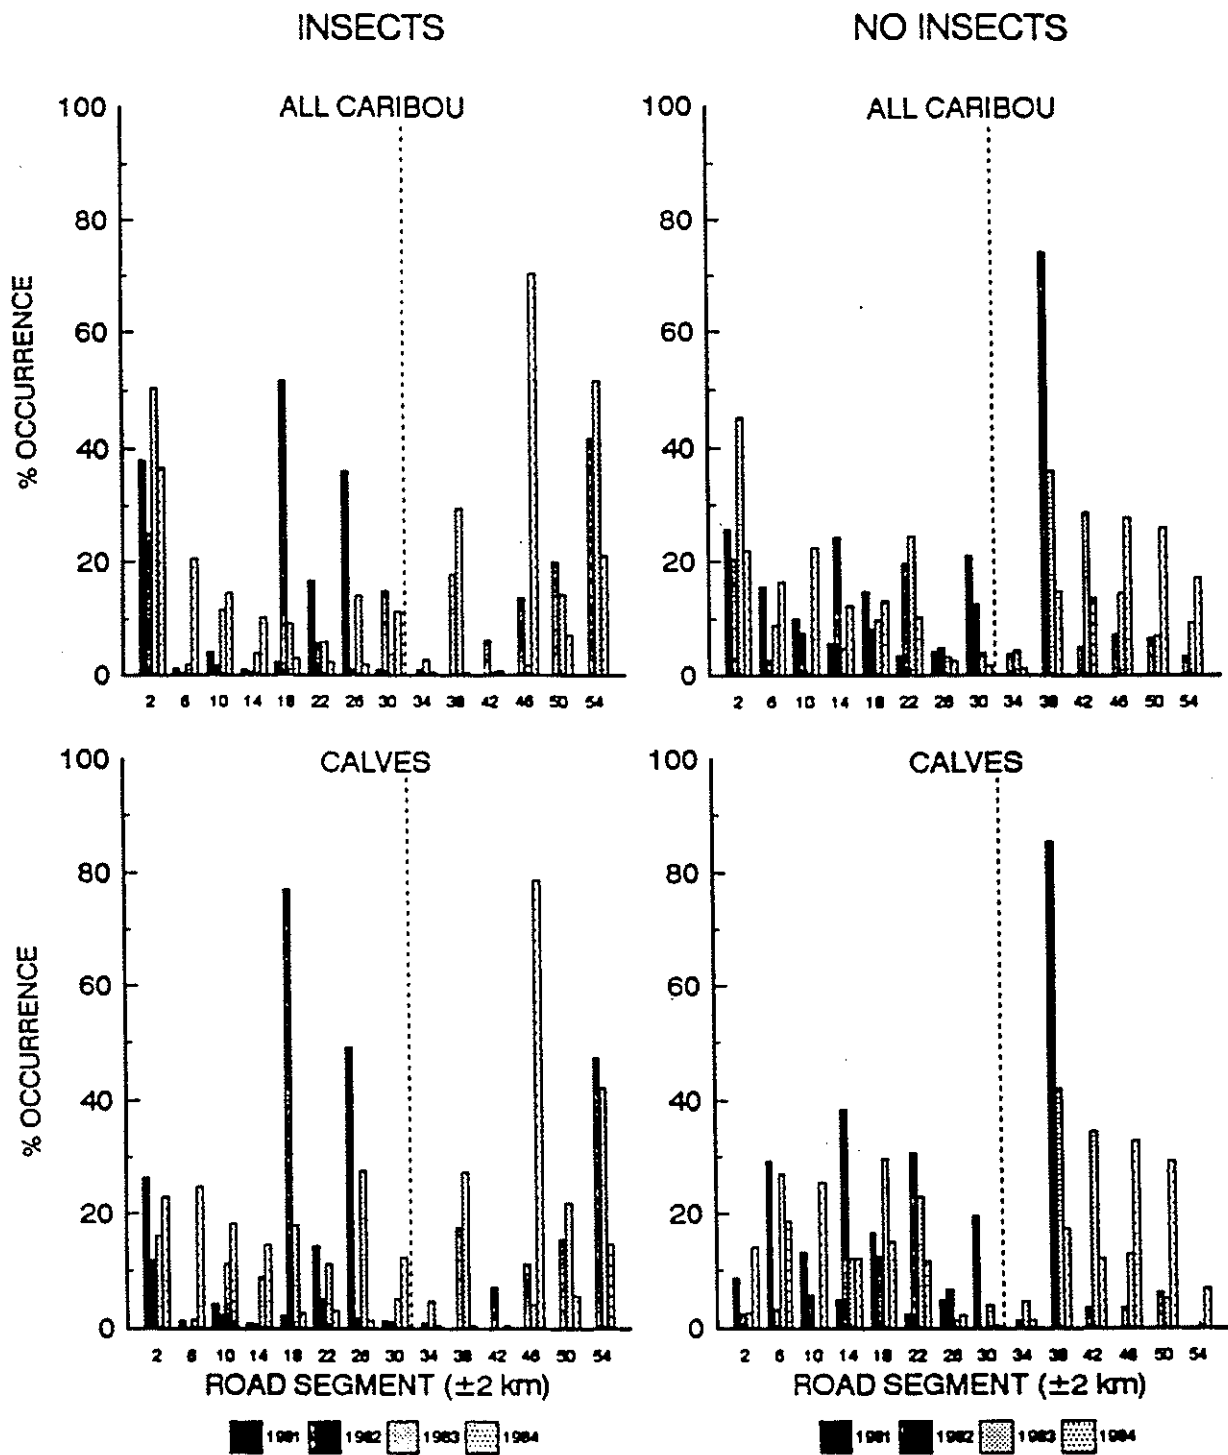 INSECTS
NO INSECTS
ALL CARIBOU
ALL CARIBOU
% OCCURRENCE
100
80
60
40
20
0
100
80
60
40
20
0
2 6 10 14 18 22 26 30 34 38 42 46 50 54
2 6 10 14 18 22 26 30 34 38 42 46 50 54
CALVES
CALVES
% OCCURRENCE
100
80
60
40
20
0
100
80
60
40
20
0
2 6 10 14 18 22 26 30 34 38 42 46 50 54
2 6 10 14 18 22 26 30 34 38 42 46 50 54
ROAD SEGMENT (±2 km)
ROAD SEGMENT (±2 km)
1981 1982 1983 1984
1981 1982 1983 1984